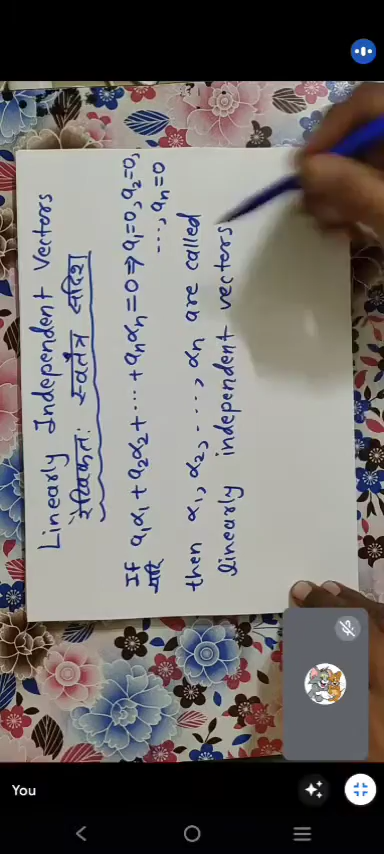 Linearly Independent Vectors
रैखिकतः स्वतंत्र सदिश
If a₁α₁ + a₂α₂ + ... + aₙαₙ = 0 ⇒ a₁=0, a₂=0,
यदि ..., aₙ=0
then α₁, α₂, ..., αₙ are called
linearly independent vectors
You